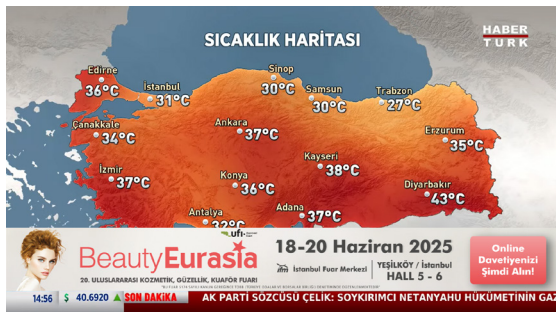 SICAKLIK HARİTASI
HABER
TÜRK
Edirne
36°C
İstanbul
31°C
Sinop
30°C
Samsun
30°C
Trabzon
27°C
Çanakkale
34°C
Ankara
37°C
Erzurum
35°C
İzmir
37°C
Kayseri
38°C
Konya
36°C
Diyarbakır
43°C
Antalya
32°C
Adana
37°C
ufi
BeautyEurasia
20. ULUSLARARASI KOZMETİK, GÜZELLİK, KUAFÖR FUARI
18-20 Haziran 2025
İstanbul Fuar Merkezi
YEŞİLKÖY / İstanbul
HALL 5 - 6
Online
Davetiyenizi
Şimdi Alın!
14:56 $ 40.6920 SON DAKİKA AK PARTİ SÖZCÜSÜ ÇELİK: SOYKIRIMCI NETANYAHU HÜKÜMETİNİN GAZ